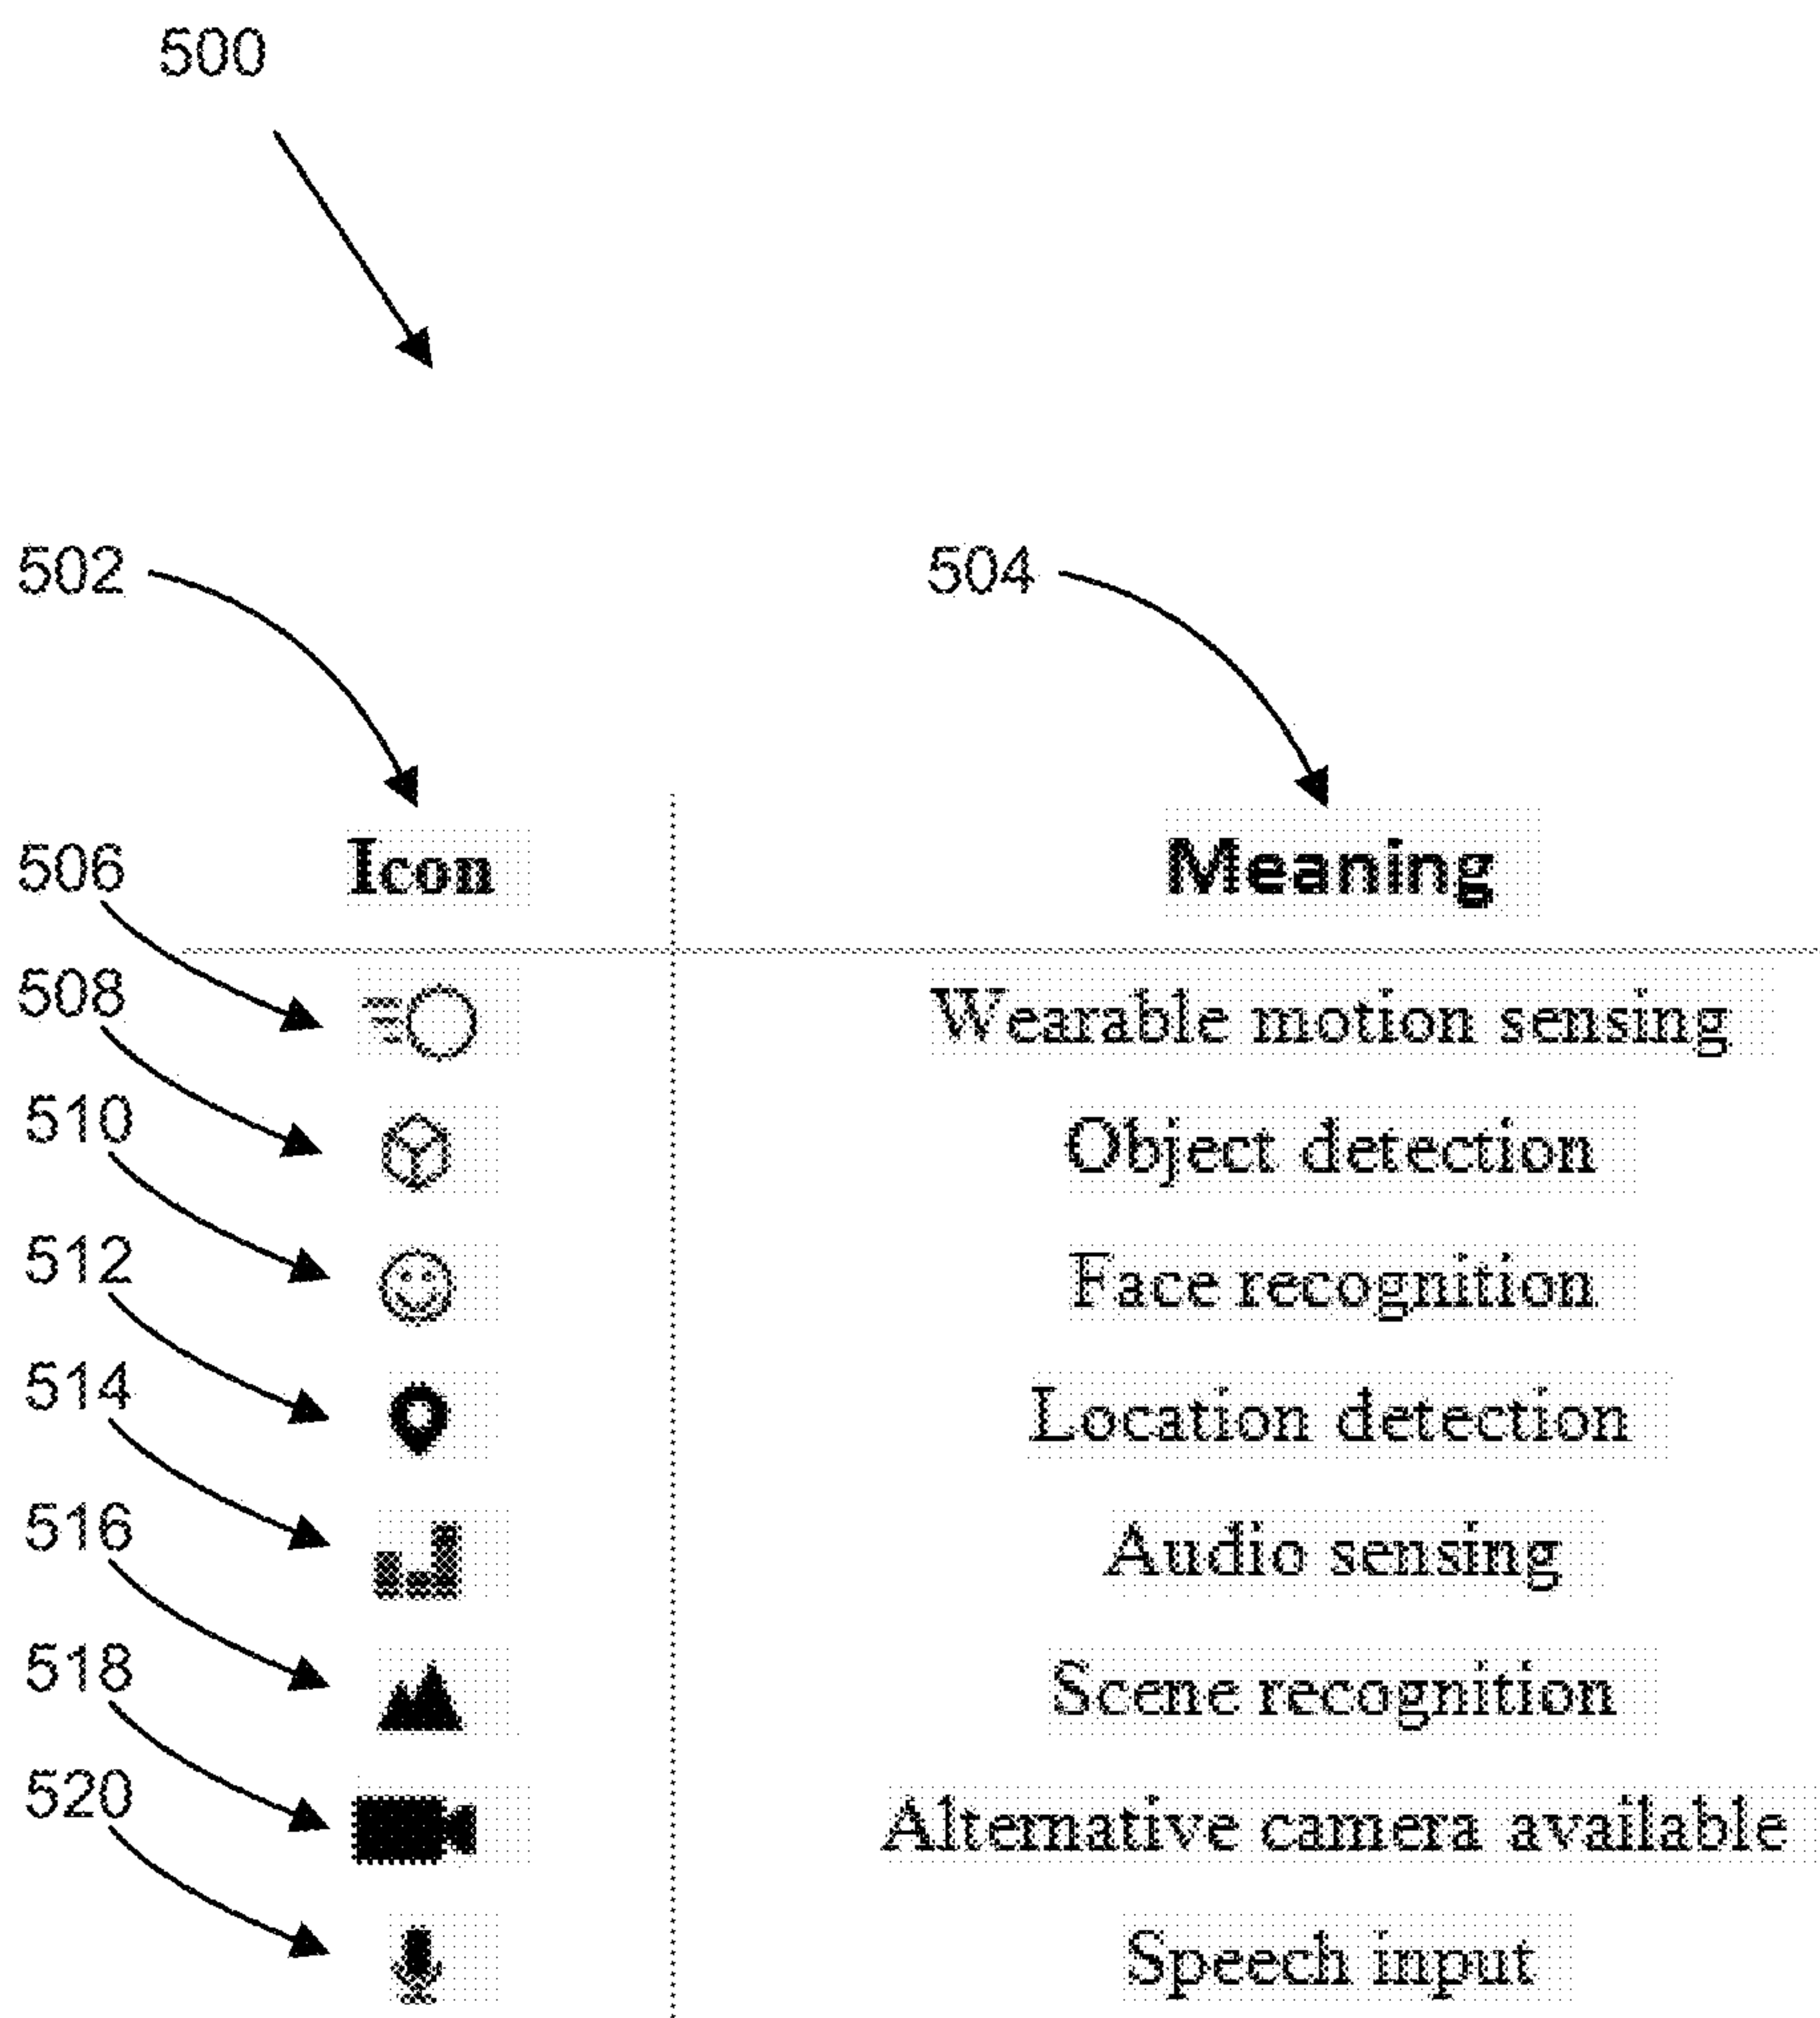 500
502 504
506 Icon Meaning
508 Wearable motion sensing
510 Object detection
512 Face recognition
514 Location detection
516 Audio sensing
518 Scene recognition
520 Alternative camera available
Speech input